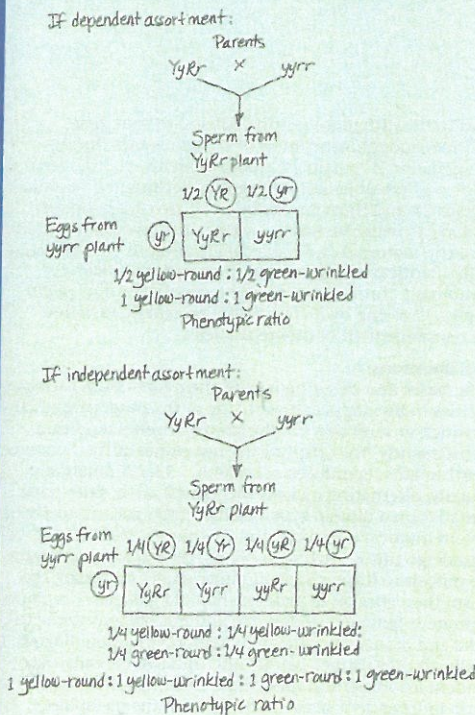 If dependent assortment:
Parents
YyRr × yyrr
Sperm from
YyRr plant
1/2 YR 1/2 yr
Eggs from
yyrr plant
yr YyRr yyrr
1/2 yellow-round : 1/2 green-wrinkled
1 yellow-round : 1 green-wrinkled
Phenotypic ratio
If independent assortment:
Parents
YyRr × yyrr
Sperm from
YyRr plant
Eggs from
yyrr plant
1/4 YR 1/4 Yr 1/4 yR 1/4 yr
yr YyRr Yyrr yyRr yyrr
1/4 yellow-round : 1/4 yellow-wrinkled:
1/4 green-round : 1/4 green-wrinkled
1 yellow-round : 1 yellow-wrinkled : 1 green-round : 1 green-wrinkled
Phenotypic ratio